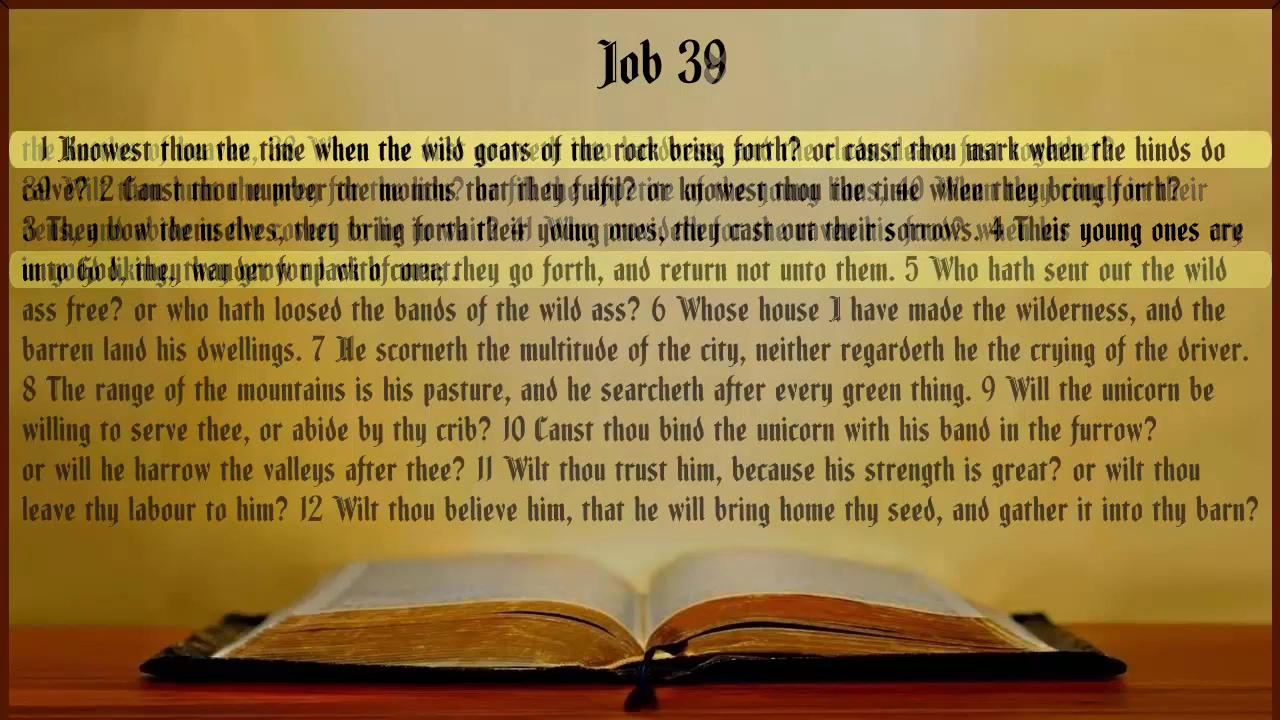 Job 39
1 Knowest thou the time when the wild goats of the rock bring forth? or canst thou mark when the hinds do
calve? 2 Canst thou number the months that they fulfil? or knowest thou the time when they bring forth?
3 They bow themselves, they bring forth their young ones, they cast out their sorrows. 4 Their young ones are
they go forth, and return not unto them. 5 Who hath sent out the wild
ass free? or who hath loosed the bands of the wild ass? 6 Whose house I have made the wilderness, and the
barren land his dwellings. 7 He scorneth the multitude of the city, neither regardeth he the crying of the driver.
8 The range of the mountains is his pasture, and he searcheth after every green thing. 9 Will the unicorn be
willing to serve thee, or abide by thy crib? 10 Canst thou bind the unicorn with his band in the furrow?
or will he harrow the valleys after thee? 11 Wilt thou trust him, because his strength is great? or wilt thou
leave thy labour to him? 12 Wilt thou believe him, that he will bring home thy seed, and gather it into thy barn?